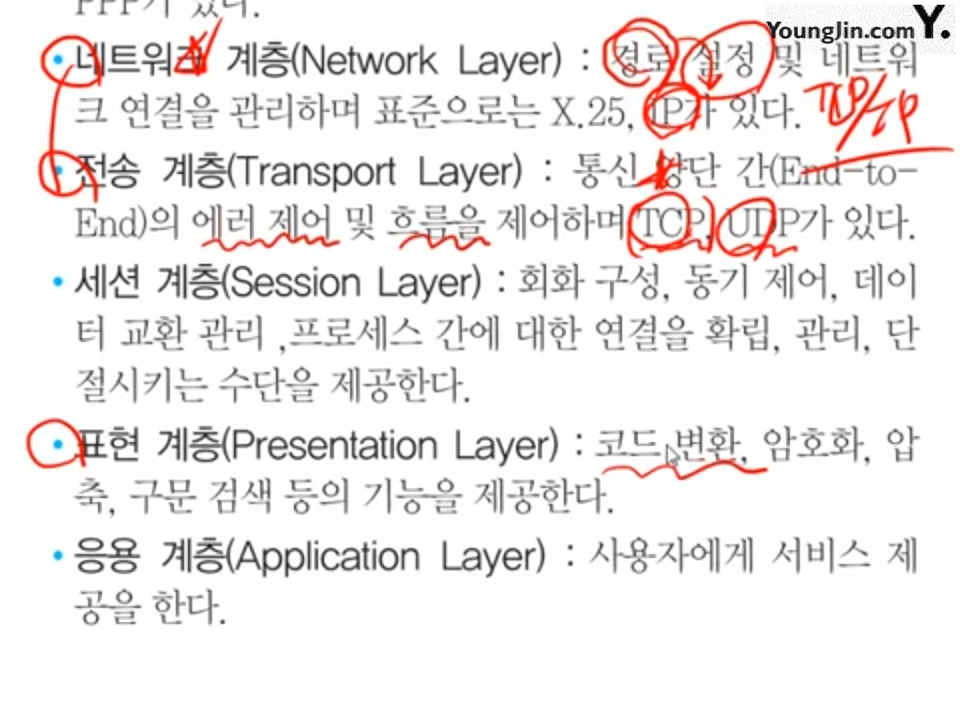 YoungJin.com Y.
PPP가 있다.
• 네트워크 계층(Network Layer) : 경로 설정 및 네트워
크 연결을 관리하며 표준으로는 X.25, IP가 있다.
TCP/IP
• 전송 계층(Transport Layer) : 통신 양단 간(End-to-
End)의 에러 제어 및 흐름을 제어하며 TCP, UDP가 있다.
• 세션 계층(Session Layer) : 회화 구성, 동기 제어, 데이
터 교환 관리 ,프로세스 간에 대한 연결을 확립, 관리, 단
절시키는 수단을 제공한다.
• 표현 계층(Presentation Layer) : 코드 변환, 암호화, 압
축, 구문 검색 등의 기능을 제공한다.
• 응용 계층(Application Layer) : 사용자에게 서비스 제
공을 한다.